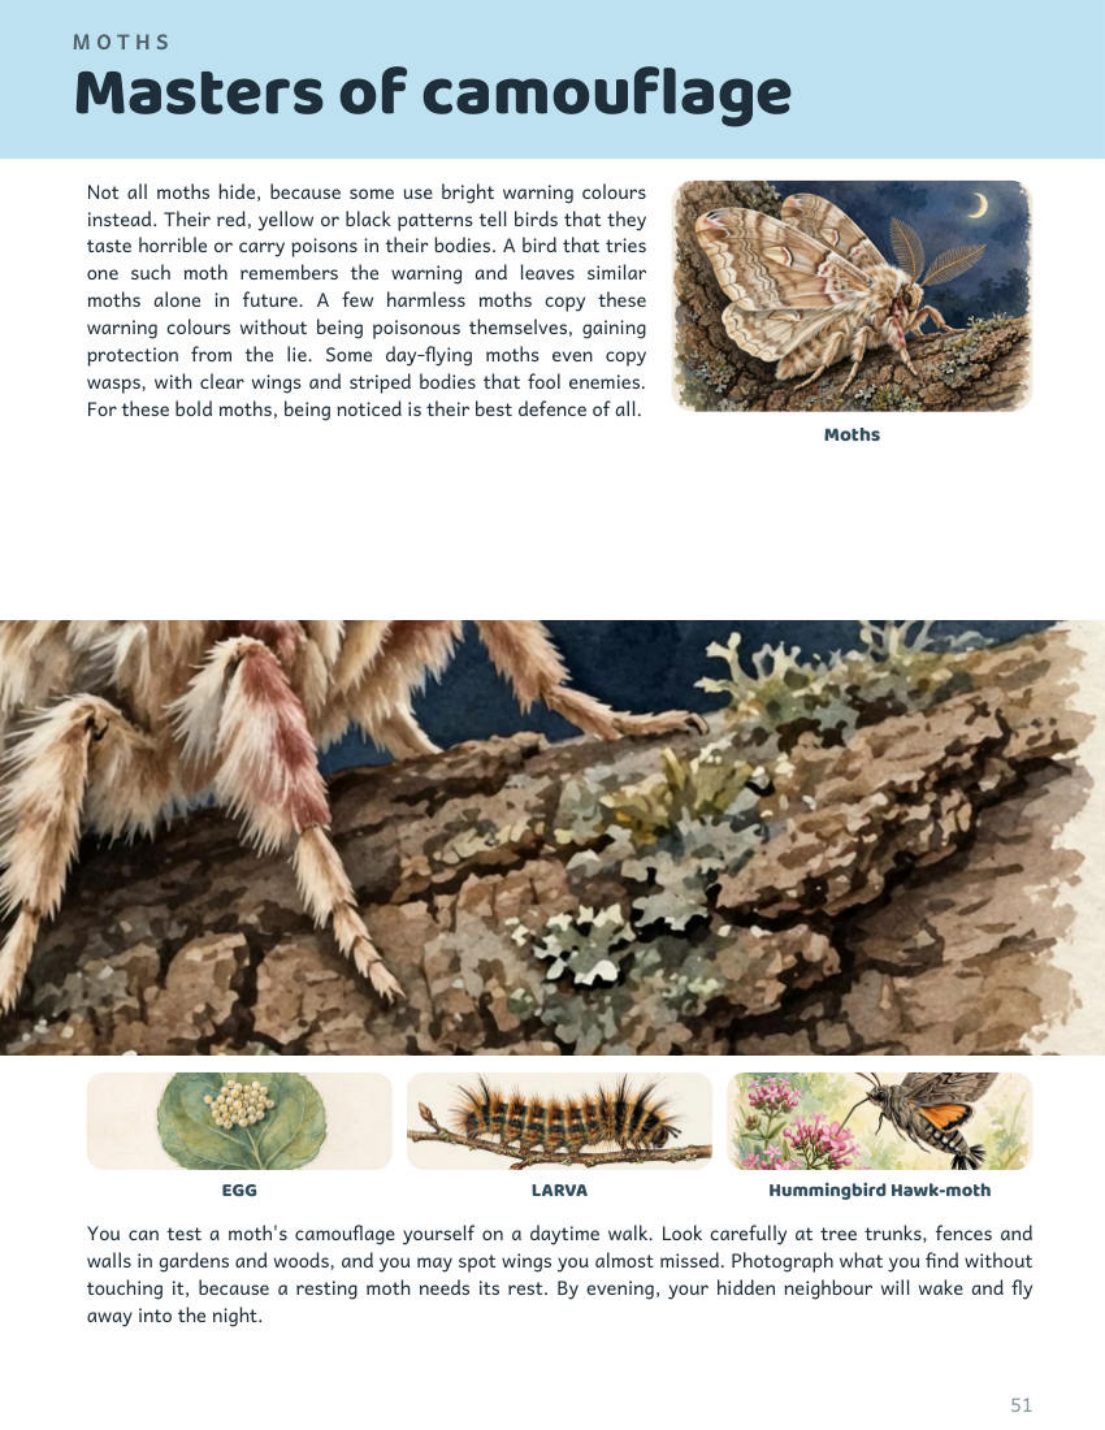 MOTHS
Masters of camouflage
Not all moths hide, because some use bright warning colours
instead. Their red, yellow or black patterns tell birds that they
taste horrible or carry poisons in their bodies. A bird that tries
one such moth remembers the warning and leaves similar
moths alone in future. A few harmless moths copy these
warning colours without being poisonous themselves, gaining
protection from the lie. Some day-flying moths even copy
wasps, with clear wings and striped bodies that fool enemies.
For these bold moths, being noticed is their best defence of all.
Moths
EGG
LARVA
Hummingbird Hawk-moth
You can test a moth's camouflage yourself on a daytime walk. Look carefully at tree trunks, fences and
walls in gardens and woods, and you may spot wings you almost missed. Photograph what you find without
touching it, because a resting moth needs its rest. By evening, your hidden neighbour will wake and fly
away into the night.
51